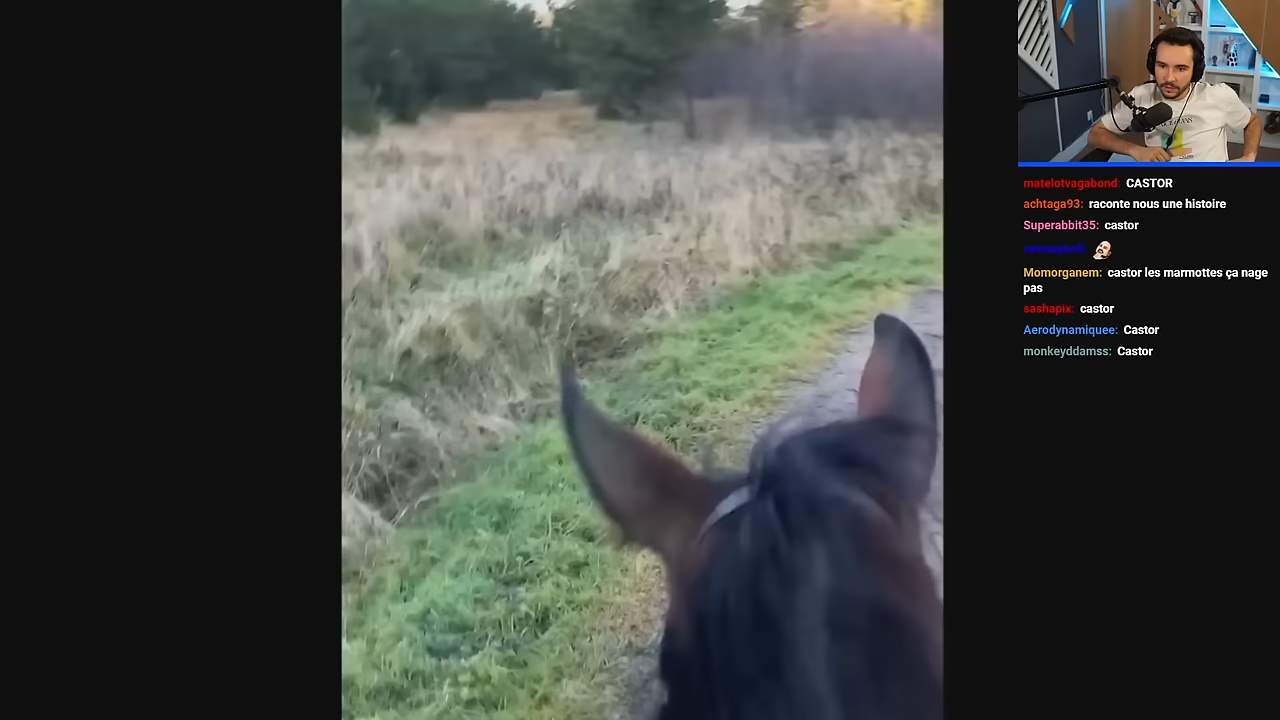 matelotvagabond: CASTOR
achtaga93: raconte nous une histoire
Superabbit35: castor
Momorganem: castor les marmottes ça nage
pas
sashapix: castor
Aerodynamiquee: Castor
monkeyddamss: Castor